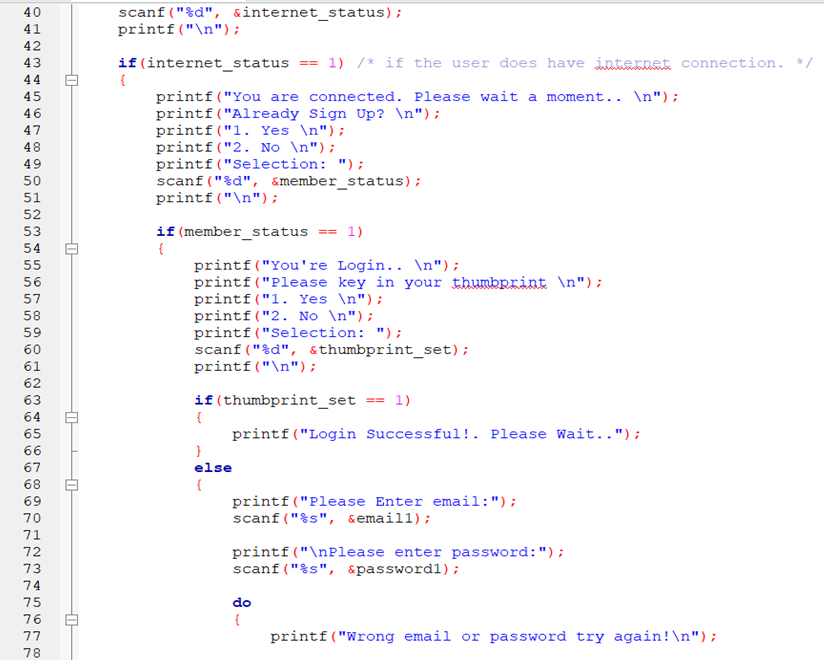 40 scanf("%d", &internet_status);
41 printf("\n");
42
43 if(internet_status == 1) /* if the user does have internet connection. */
44 {
45 printf("You are connected. Please wait a moment.. \n");
46 printf("Already Sign Up? \n");
47 printf("1. Yes \n");
48 printf("2. No \n");
49 printf("Selection: ");
50 scanf("%d", &member_status);
51 printf("\n");
52
53 if(member_status == 1)
54 {
55 printf("You're Login.. \n");
56 printf("Please key in your thumbprint \n");
57 printf("1. Yes \n");
58 printf("2. No \n");
59 printf("Selection: ");
60 scanf("%d", &thumbprint_set);
61 printf("\n");
62
63 if(thumbprint_set == 1)
64 {
65 printf("Login Successful!. Please Wait..");
66 }
67 else
68 {
69 printf("Please Enter email:");
70 scanf("%s", &email1);
71
72 printf("\nPlease enter password:");
73 scanf("%s", &password1);
74
75 do
76 {
77 printf("Wrong email or password try again!\n");
78